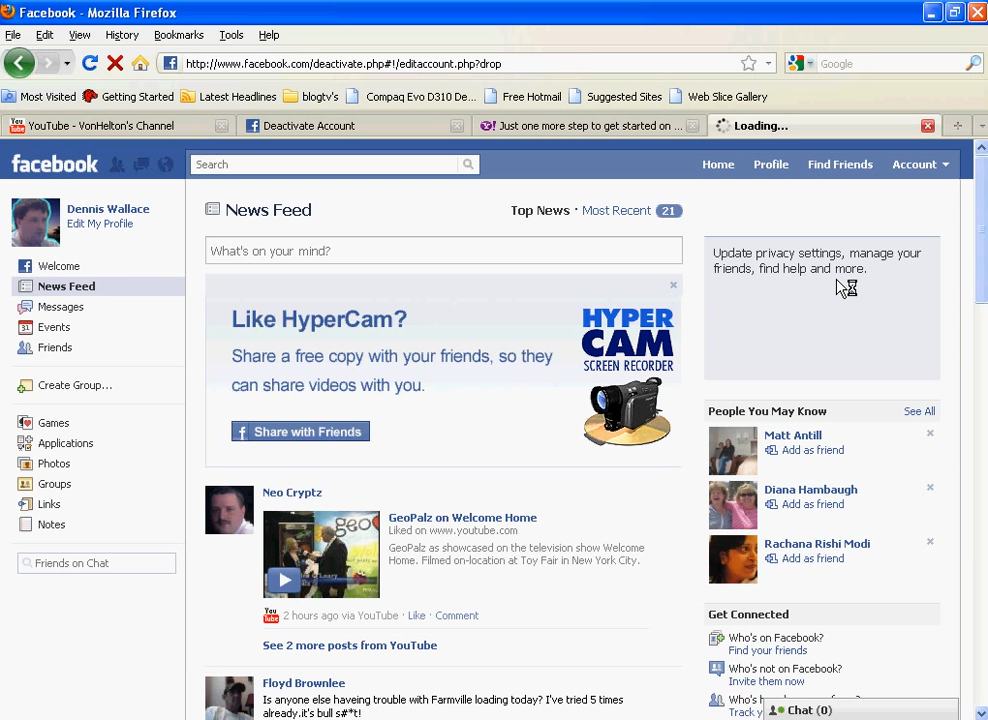 Facebook - Mozilla Firefox
File Edit View History Bookmarks Tools Help
http://www.facebook.com/deactivate.php#!/editaccount.php?drop
Google
Most Visited Getting Started Latest Headlines blogtv's Compaq Evo D310 De... Free Hotmail Suggested Sites Web Slice Gallery
YouTube - VonHelton's Channel Deactivate Account Just one more step to get started on ... Loading...
facebook Search Home Profile Find Friends Account
Dennis Wallace
Edit My Profile
Welcome
News Feed
Messages
Events
Friends
Create Group...
Games
Applications
Photos
Groups
Links
Notes
Friends on Chat
News Feed
Top News · Most Recent 21
What's on your mind?
Like HyperCam?
Share a free copy with your friends, so they
can share videos with you.
Share with Friends
HYPER
CAM
SCREEN RECORDER
Neo Cryptz
GeoPalz on Welcome Home
Liked on www.youtube.com
GeoPalz as showcased on the television show Welcome
Home. Filmed on-location at Toy Fair in New York City.
2 hours ago via YouTube · Like · Comment
See 2 more posts from YouTube
Floyd Brownlee
Is anyone else haveing trouble with Farmville loading today? I've tried 5 times
already.it's bull s#*t!
Update privacy settings, manage your
friends, find help and more.
People You May Know See All
Matt Antill
Add as friend
Diana Hambaugh
Add as friend
Rachana Rishi Modi
Add as friend
Get Connected
Who's on Facebook?
Find your friends
Who's not on Facebook?
Invite them now
Who's
Track
Chat (0)